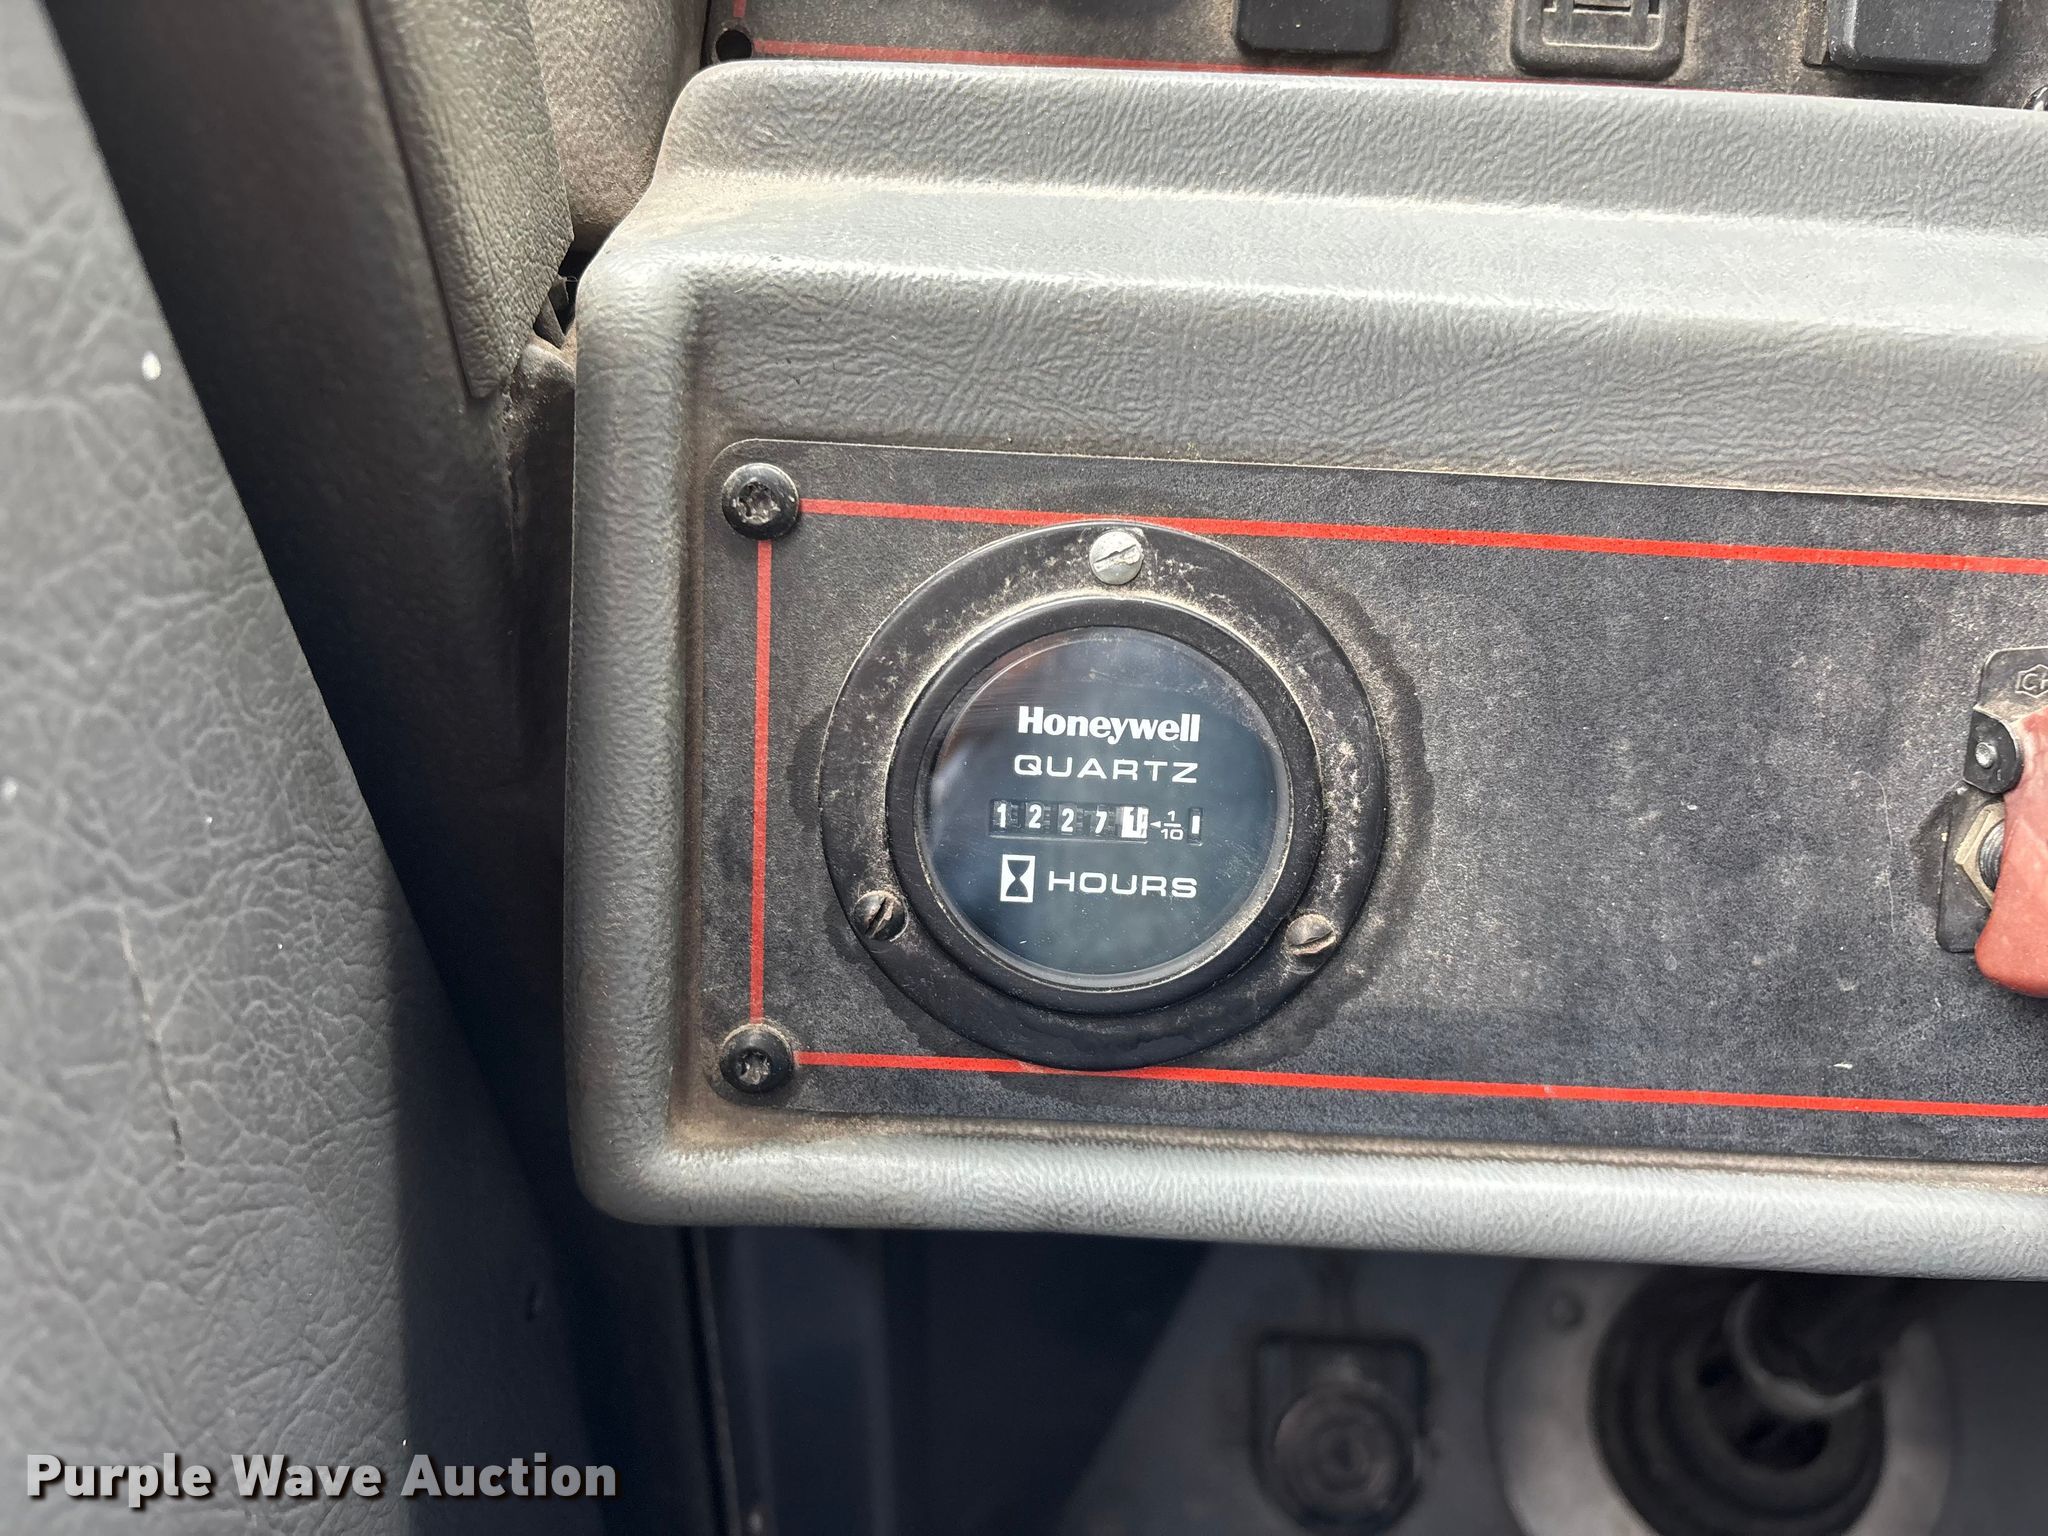 Honeywell
QUARTZ
1 2 2 7 1 ◄ 1/10
HOURS
Purple Wave Auction